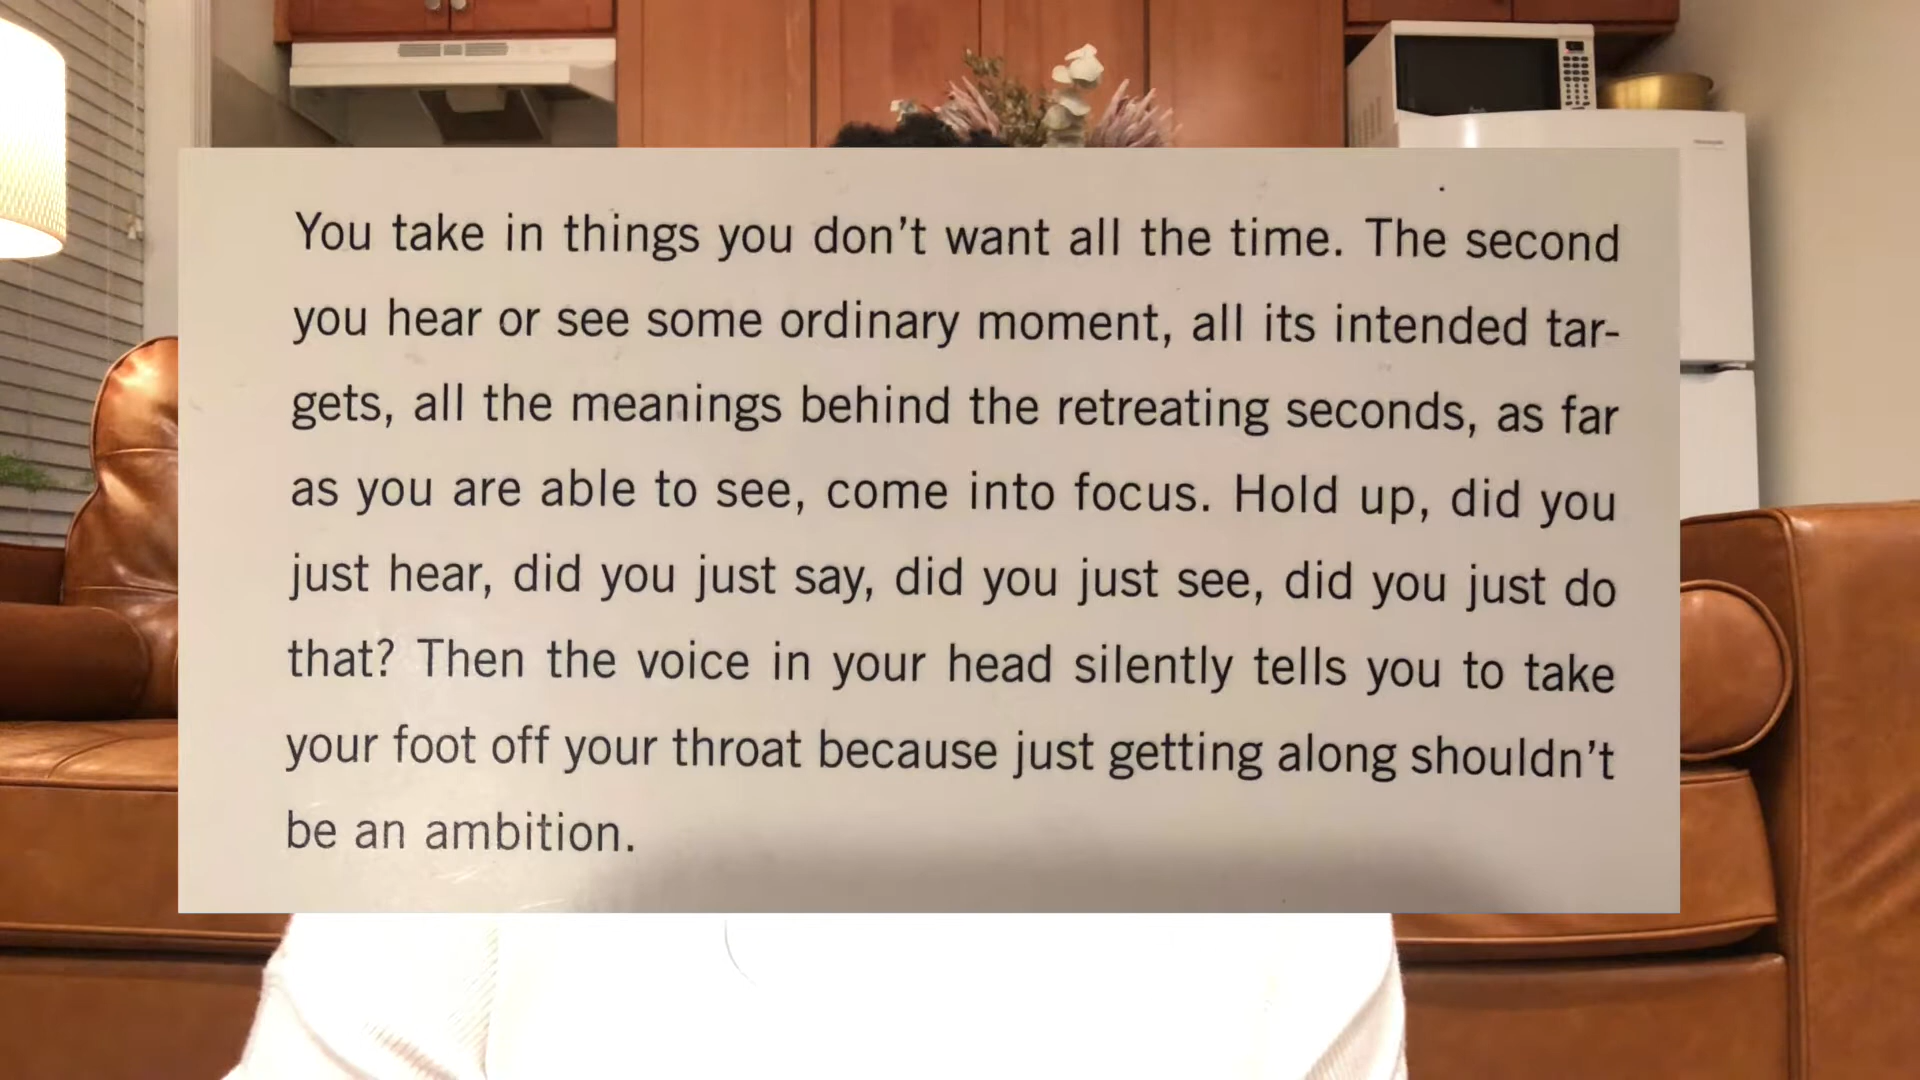 You take in things you don't want all the time. The second
you hear or see some ordinary moment, all its intended tar-
gets, all the meanings behind the retreating seconds, as far
as you are able to see, come into focus. Hold up, did you
just hear, did you just say, did you just see, did you just do
that? Then the voice in your head silently tells you to take
your foot off your throat because just getting along shouldn't
be an ambition.